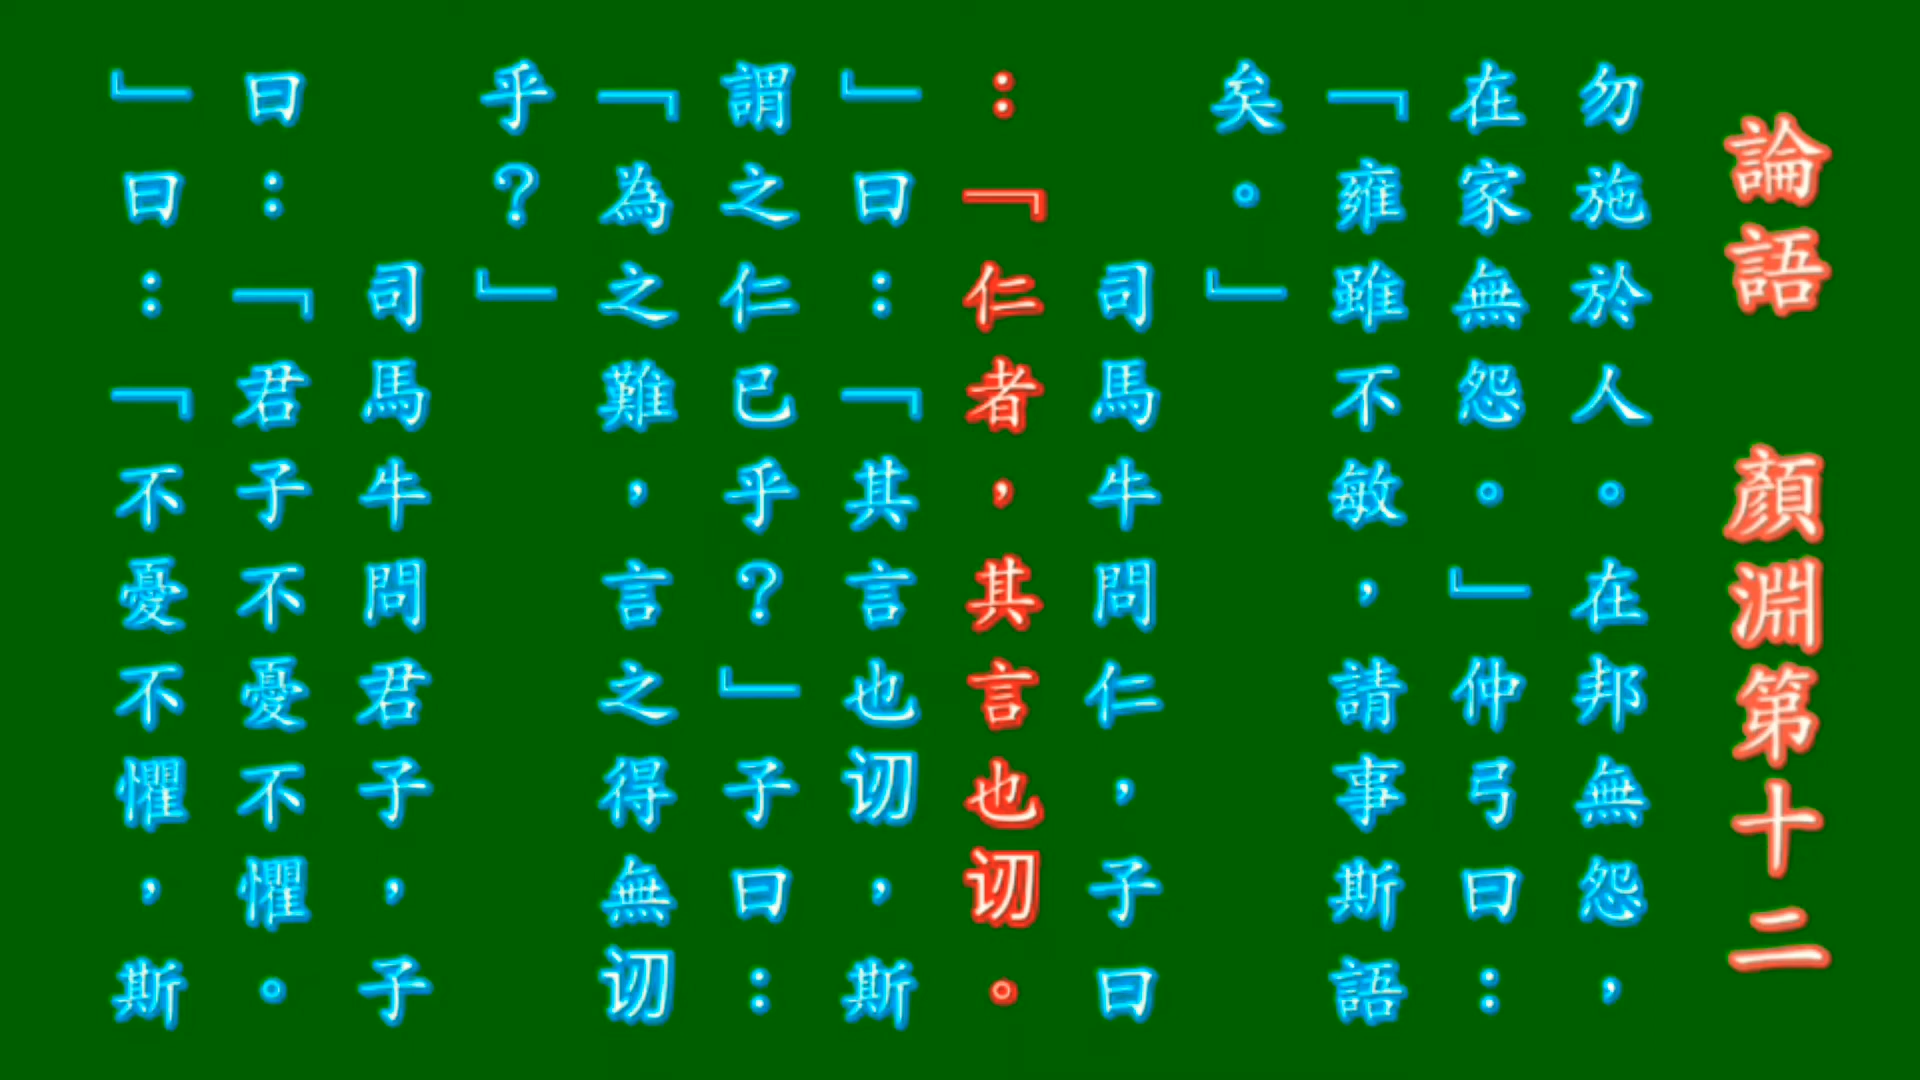 論語　顏淵第十二
勿施於人。在邦無怨，
在家無怨。」仲弓曰：
「雍雖不敏，請事斯語
矣。」
司馬牛問仁，子曰
：「仁者，其言也讱。
」曰：「其言也讱，斯
謂之仁已乎？」子曰：
「為之難，言之得無讱
乎？」
司馬牛問君子，子
曰：「君子不憂不懼。
」曰：「不憂不懼，斯